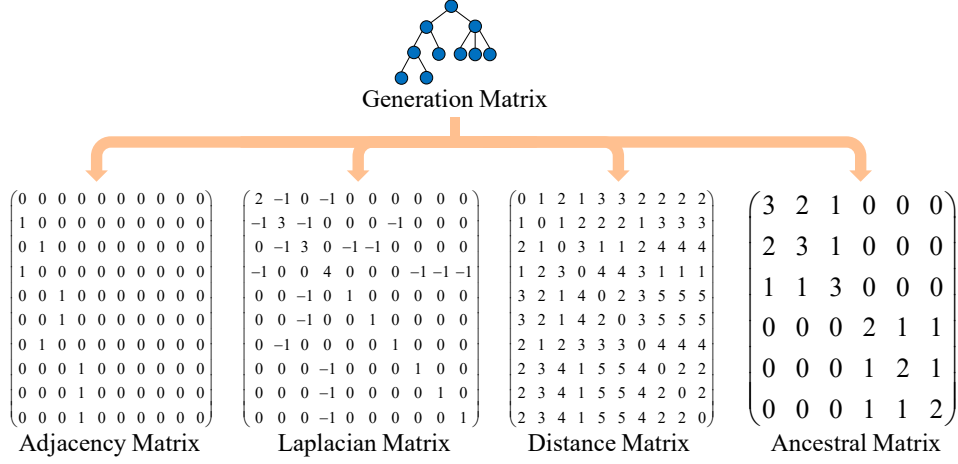 Generation Matrix
0 0 0 0 0 0 0 0 0 0
1 0 0 0 0 0 0 0 0 0
0 1 0 0 0 0 0 0 0 0
1 0 0 0 0 0 0 0 0 0
0 0 1 0 0 0 0 0 0 0
0 0 1 0 0 0 0 0 0 0
0 1 0 0 0 0 0 0 0 0
0 0 0 1 0 0 0 0 0 0
0 0 0 1 0 0 0 0 0 0
0 0 0 1 0 0 0 0 0 0
Adjacency Matrix
2 −1 0 −1 0 0 0 0 0 0
−1 3 −1 0 0 0 −1 0 0 0
0 −1 3 0 −1 −1 0 0 0 0
−1 0 0 4 0 0 0 −1 −1 −1
0 0 −1 0 1 0 0 0 0 0
0 0 −1 0 0 1 0 0 0 0
0 −1 0 0 0 0 1 0 0 0
0 0 0 −1 0 0 0 1 0 0
0 0 0 −1 0 0 0 0 1 0
0 0 0 −1 0 0 0 0 0 1
Laplacian Matrix
0 1 2 1 3 3 2 2 2 2
1 0 1 2 2 2 1 3 3 3
2 1 0 3 1 1 2 4 4 4
1 2 3 0 4 4 3 1 1 1
3 2 1 4 0 2 3 5 5 5
3 2 1 4 2 0 3 5 5 5
2 1 2 3 3 3 0 4 4 4
2 3 4 1 5 5 4 0 2 2
2 3 4 1 5 5 4 2 0 2
2 3 4 1 5 5 4 2 2 0
Distance Matrix
3 2 1 0 0 0
2 3 1 0 0 0
1 1 3 0 0 0
0 0 0 2 1 1
0 0 0 1 2 1
0 0 0 1 1 2
Ancestral Matrix